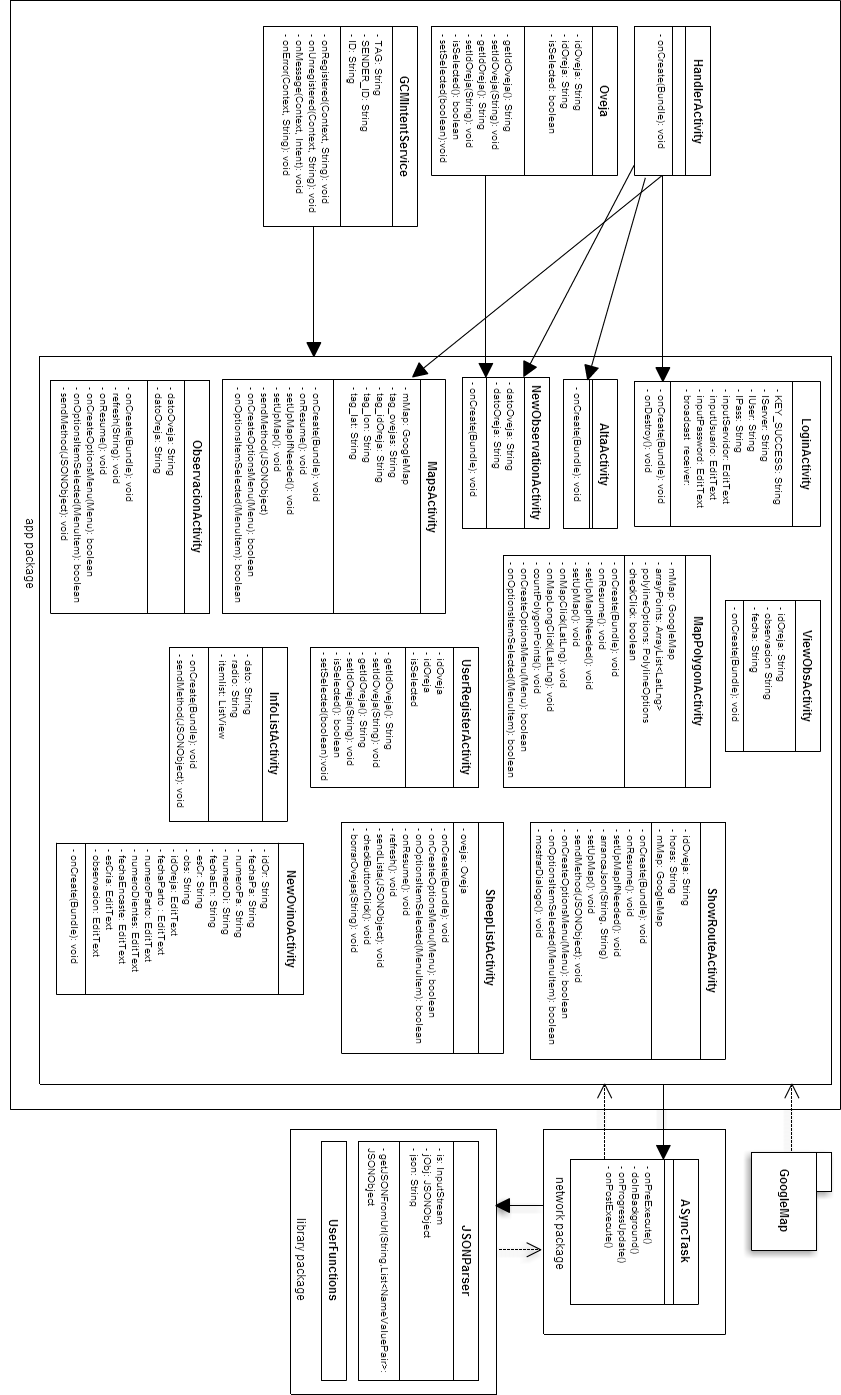 HandlerActivity
- onCreate(Bundle): void
Oveja
- idOveja: String
- idOreja: String
- isSelected: boolean
- getIdOveja(): String
- setIdOveja(String): void
- getIdOreja(): String
- setIdOreja(String): void
- isSelected(): boolean
- setSelected(boolean):void
GCMIntentService
- TAG: String
- SENDER_ID: String
- ID: String
- onRegistered(Context, String): void
- onUnregistered(Context, String): void
- onMessage(Context, Intent): void
- onError(Context, String): void
LoginActivity
- KEY_SUCCESS: String
- lServer: String
- lUser: String
- lPass: String
- inputServidor: EditText
- inputUsuario: EditText
- inputPassword: EditText
- broadcast_receiver:
- onCreate(Bundle): void
- onDestroy(): void
AltaActivity
- onCreate(Bundle): void
NewObservationActivity
- datoOveja: String
- datoOreja: String
- onCreate(Bundle): void
MapsActivity
- mMap: GoogleMap
- tag_ovejas: String
- tag_idOreja: String
- tag_lon: String
- tag_lat: String
- onCreate(Bundle): void
- onResume(): void
- setUpMapIfNeeded(): void
- setUpMap(): void
- sendMethod(JSONObject)
- onCreateOptionsMenu(Menu): boolean
- onOptionsItemSelected(MenuItem): boolean
ObservacionActivity
- datoOveja: String
- datoOreja: String
- onCreate(Bundle): void
- refresh(String): void
- onResume(): void
- onCreateOptionsMenu(Menu): boolean
- onOptionsItemSelected(MenuItem): boolean
- sendMethod(JSONObject): void
app package
ViewObsActivity
- idOreja: String
- observacion String
- fecha: String
- onCreate(Bundle): void
MapPolygonActivity
- mMap: GoogleMap
- arrayPoints: ArrayList<LatLng>
- polylineOptions: PolylineOptions
- checkClick: boolean
- onCreate(Bundle): void
- onResume(): void
- setUpMapIfNeeded(): void
- setUpMap(): void
- onMapClick(LatLng): void
- onMapLongClick(LatLng): void
- countPolygonPoints(): void
- onCreateOptionsMenu(Menu): boolean
- onOptionsItemSelected(MenuItem): boolean
UserRegisterActivity
- idOveja
- idOreja
- isSelected
- getIdOveja(): String
- setIdOveja(String): void
- getIdOreja(): String
- setIdOreja(String): void
- isSelected(): boolean
- setSelected(boolean):void
InfoListActivity
- dato: String
- radio: String
- itemlist: ListView
- onCreate(Bundle): void
- sendMethod(JSONObject): void
ShowRouteActivity
- idOveja: String
- horas: String
- mMap: GoogleMap
- onCreate(Bundle): void
- onResume(): void
- setUpMapIfNeeded(): void
- arrancaJson(String, String)
- setUpMap(): void
- sendMethod(JSONObject): void
- onCreateOptionsMenu(Menu): boolean
- onOptionsItemSelected(MenuItem): boolean
- mostrarDialogo(): void
SheepListActivity
- oveja: Oveja
- onCreate(Bundle): void
- onCreateOptionsMenu(Menu): boolean
- onOptionsItemSelected(MenuItem): boolean
- onResume(): void
- refresh(): void
- sendLista(JSONObject): void
- checkButtonClick(): void
- borrarOvejas(String): void
NewOvinoActivity
- idOr: String
- fechaPa: String
- numeroPa: String
- numeroDi: String
- fechaEn: String
- esCr: String
- obs: String
- idOreja: EditText
- fechaParto : EditText
- numeroParto: EditText
- numeroDientes: EditText
- fechaEncaste: EditText
- esCria: EditText
- observacion: EditText
- onCreate(Bundle): void
GoogleMap
ASyncTask
- onPreExecute()
- doInBackground()
- onProgressUpdate()
- onPostExecute()
network package
JSONParser
- is: InputStream
- jObj: JSONObject
- json: String
- getJSONFromUrl(String,List<NameValuePair>:
JSONObject
UserFunctions
library package